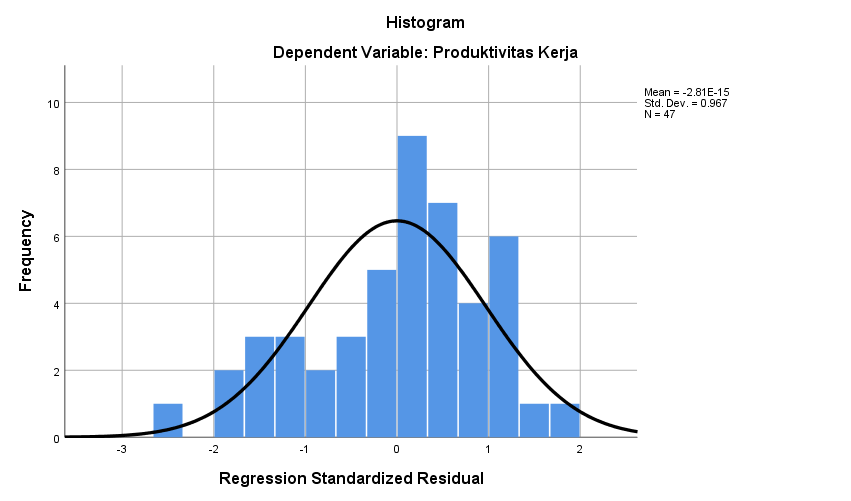 Histogram
Dependent Variable: Produktivitas Kerja
Mean = -2.81E-15
Std. Dev. = 0.967
N = 47
Frequency
10
8
6
4
2
0
-3
-2
-1
0
1
2
Regression Standardized Residual